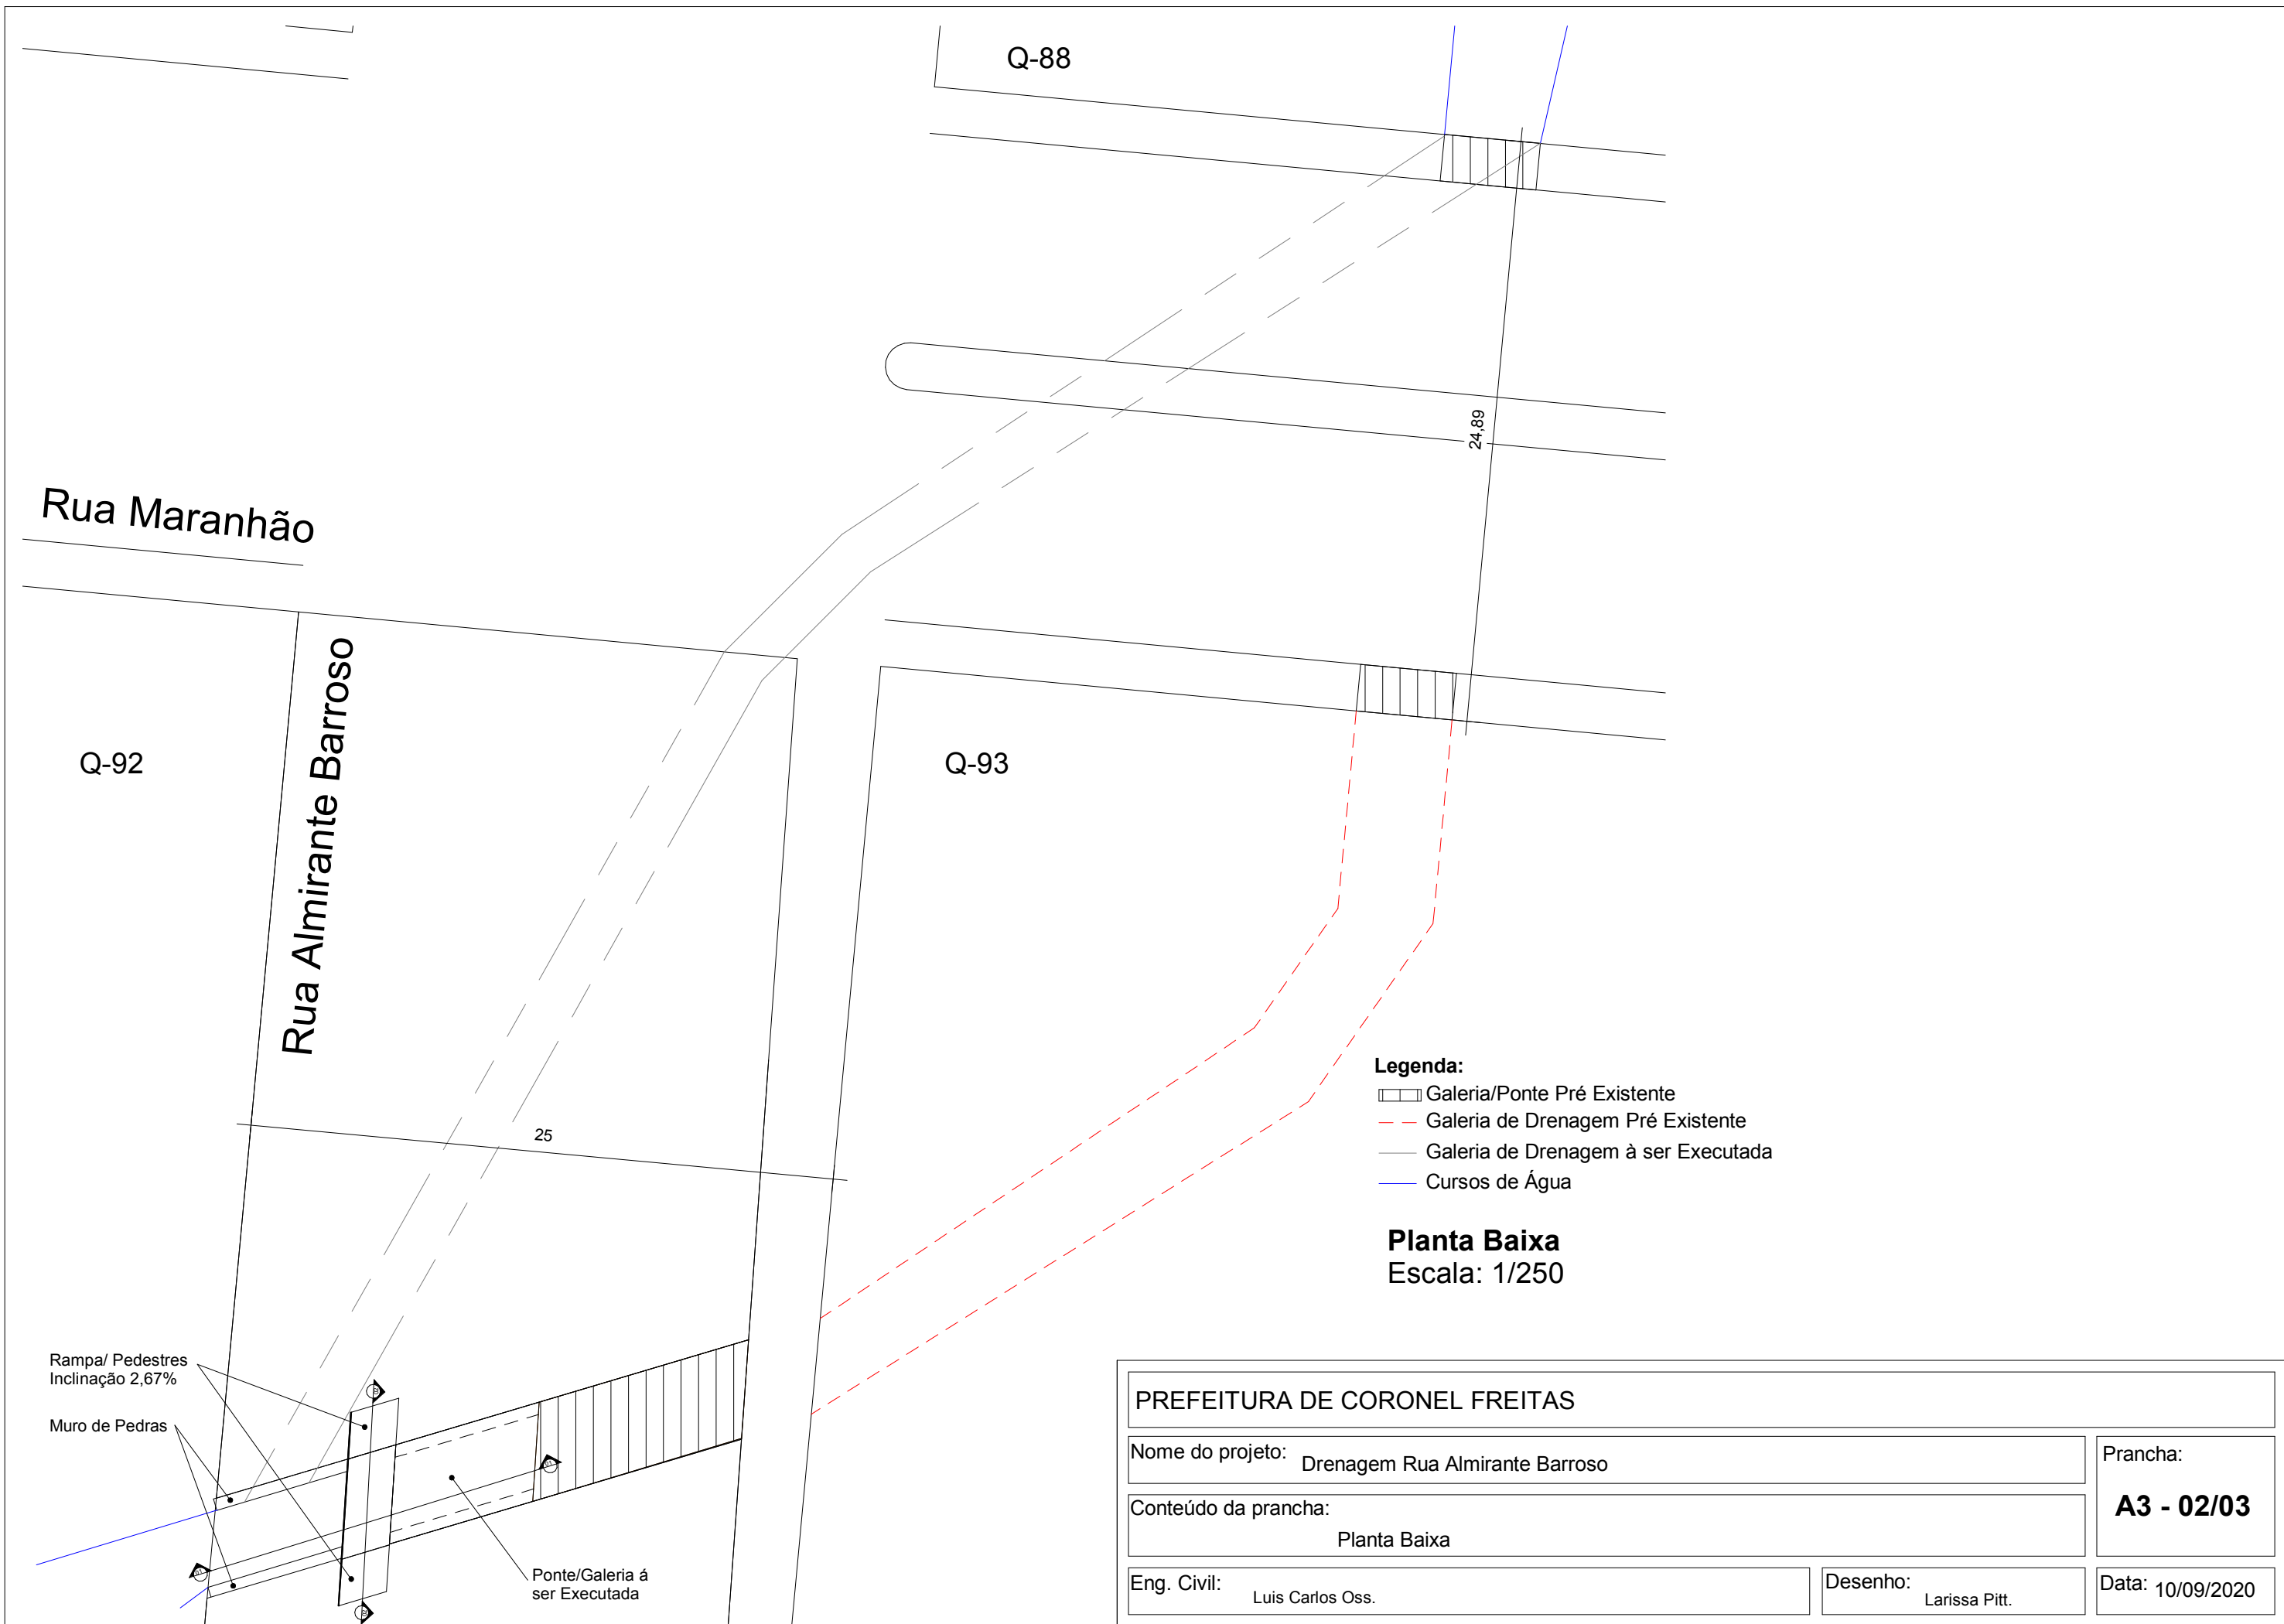 Q-88
24,89
Rua Maranhão
Rua Almirante Barroso
Q-92
Q-93
25
Legenda:
Galeria/Ponte Pré Existente
Galeria de Drenagem Pré Existente
Galeria de Drenagem à ser Executada
Cursos de Água
Planta Baixa
Escala: 1/250
Rampa/ Pedestres
Inclinação 2,67%
Muro de Pedras
Ponte/Galeria á
ser Executada
PREFEITURA DE CORONEL FREITAS
Nome do projeto: Drenagem Rua Almirante Barroso
Prancha:
A3 - 02/03
Conteúdo da prancha:
Planta Baixa
Eng. Civil: Luis Carlos Oss.
Desenho: Larissa Pitt.
Data: 10/09/2020